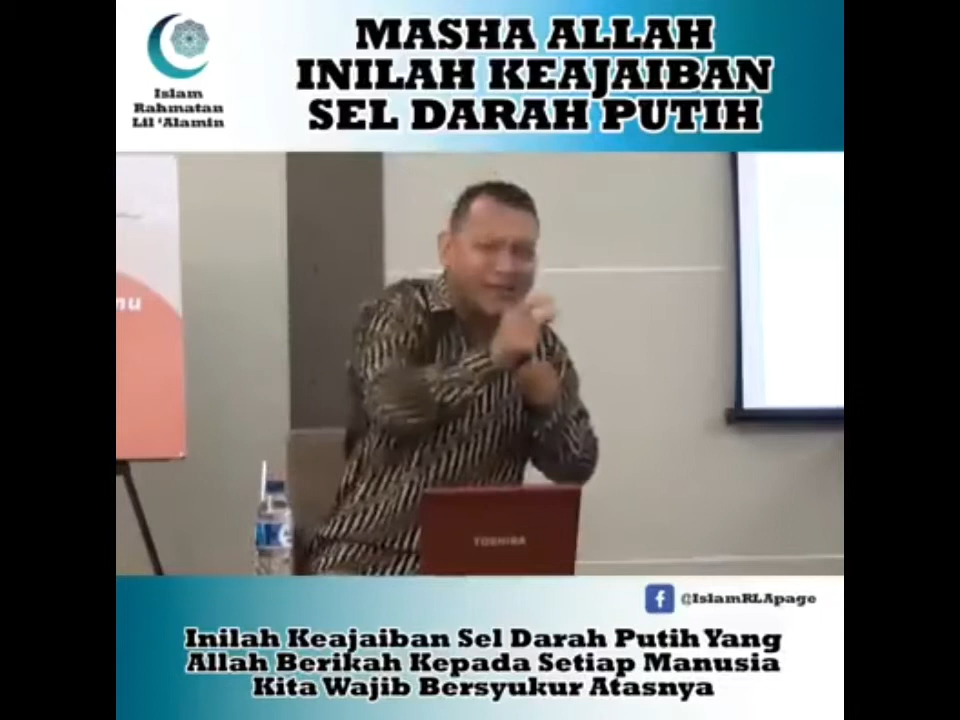 MASHA ALLAH
INILAH KEAJAIBAN
SEL DARAH PUTIH
Islam
Rahmatan
Lil 'Alamin
nu
TOSHIBA
@IslamRLApage
Inilah Keajaiban Sel Darah Putih Yang
Allah Berikah Kepada Setiap Manusia
Kita Wajib Bersyukur Atasnya